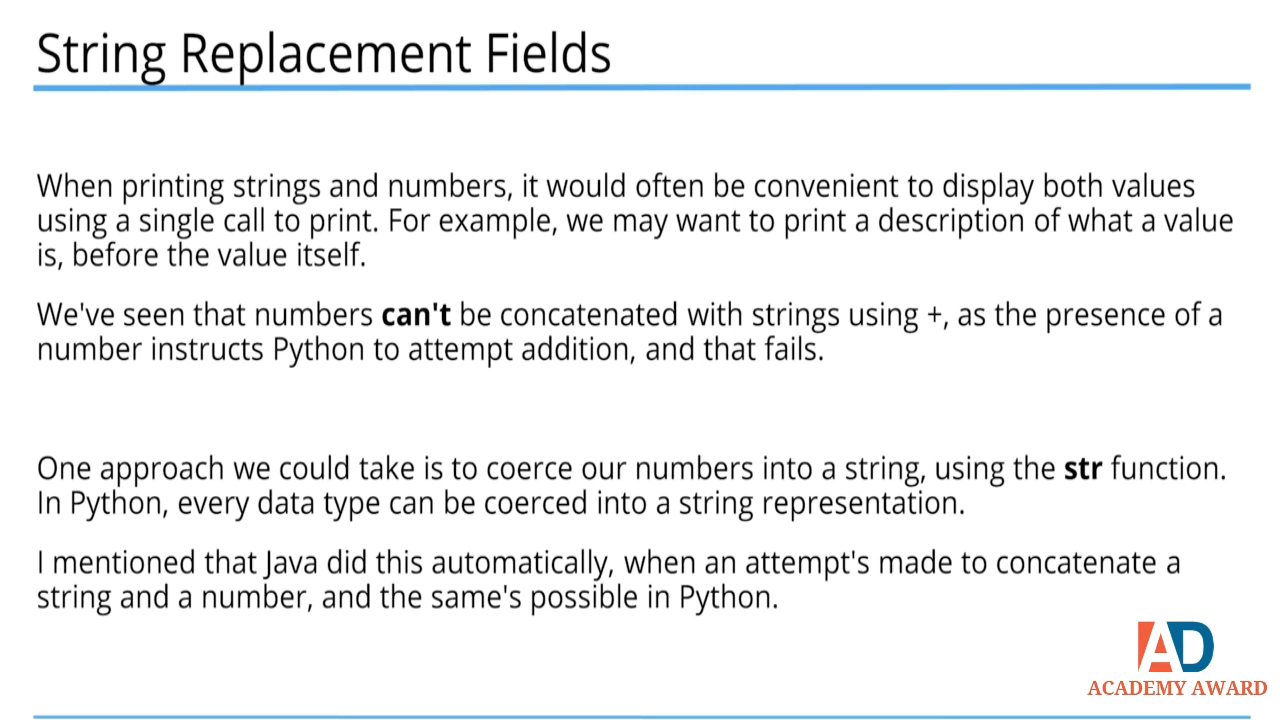 String Replacement Fields
When printing strings and numbers, it would often be convenient to display both values
using a single call to print. For example, we may want to print a description of what a value
is, before the value itself.
We've seen that numbers can't be concatenated with strings using +, as the presence of a
number instructs Python to attempt addition, and that fails.
One approach we could take is to coerce our numbers into a string, using the str function.
In Python, every data type can be coerced into a string representation.
I mentioned that Java did this automatically, when an attempt's made to concatenate a
string and a number, and the same's possible in Python.
AD
ACADEMY AWARD